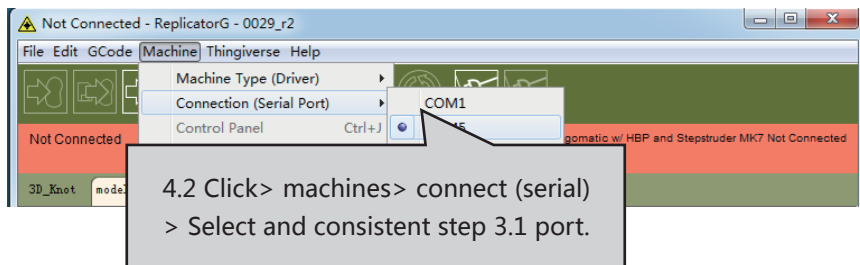 Not Connected - ReplicatorG - 0029_r2
File Edit GCode Machine Thingiverse Help
Machine Type (Driver)
Connection (Serial Port)
COM1
Control Panel Ctrl+J
Not Connected
gomatic w/ HBP and Stepstruder MK7 Not Connected
3D_Knot model
4.2 Click> machines> connect (serial)
> Select and consistent step 3.1 port.